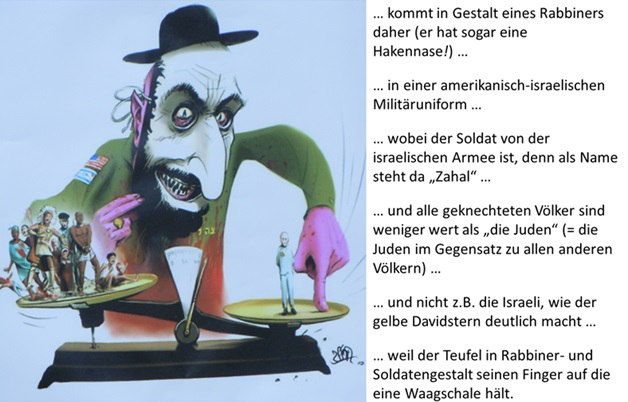 … kommt in Gestalt eines Rabbiners
daher (er hat sogar eine
Hakennase!) …
… in einer amerikanisch-israelischen
Militäruniform …
… wobei der Soldat von der
israelischen Armee ist, denn als Name
steht da „Zahal“ …
… und alle geknechteten Völker sind
weniger wert als „die Juden“ (= die
Juden im Gegensatz zu allen anderen
Völkern) …
… und nicht z.B. die Israeli, wie der
gelbe Davidstern deutlich macht …
… weil der Teufel in Rabbiner- und
Soldatengestalt seinen Finger auf die
eine Waagschale hält.
צהל